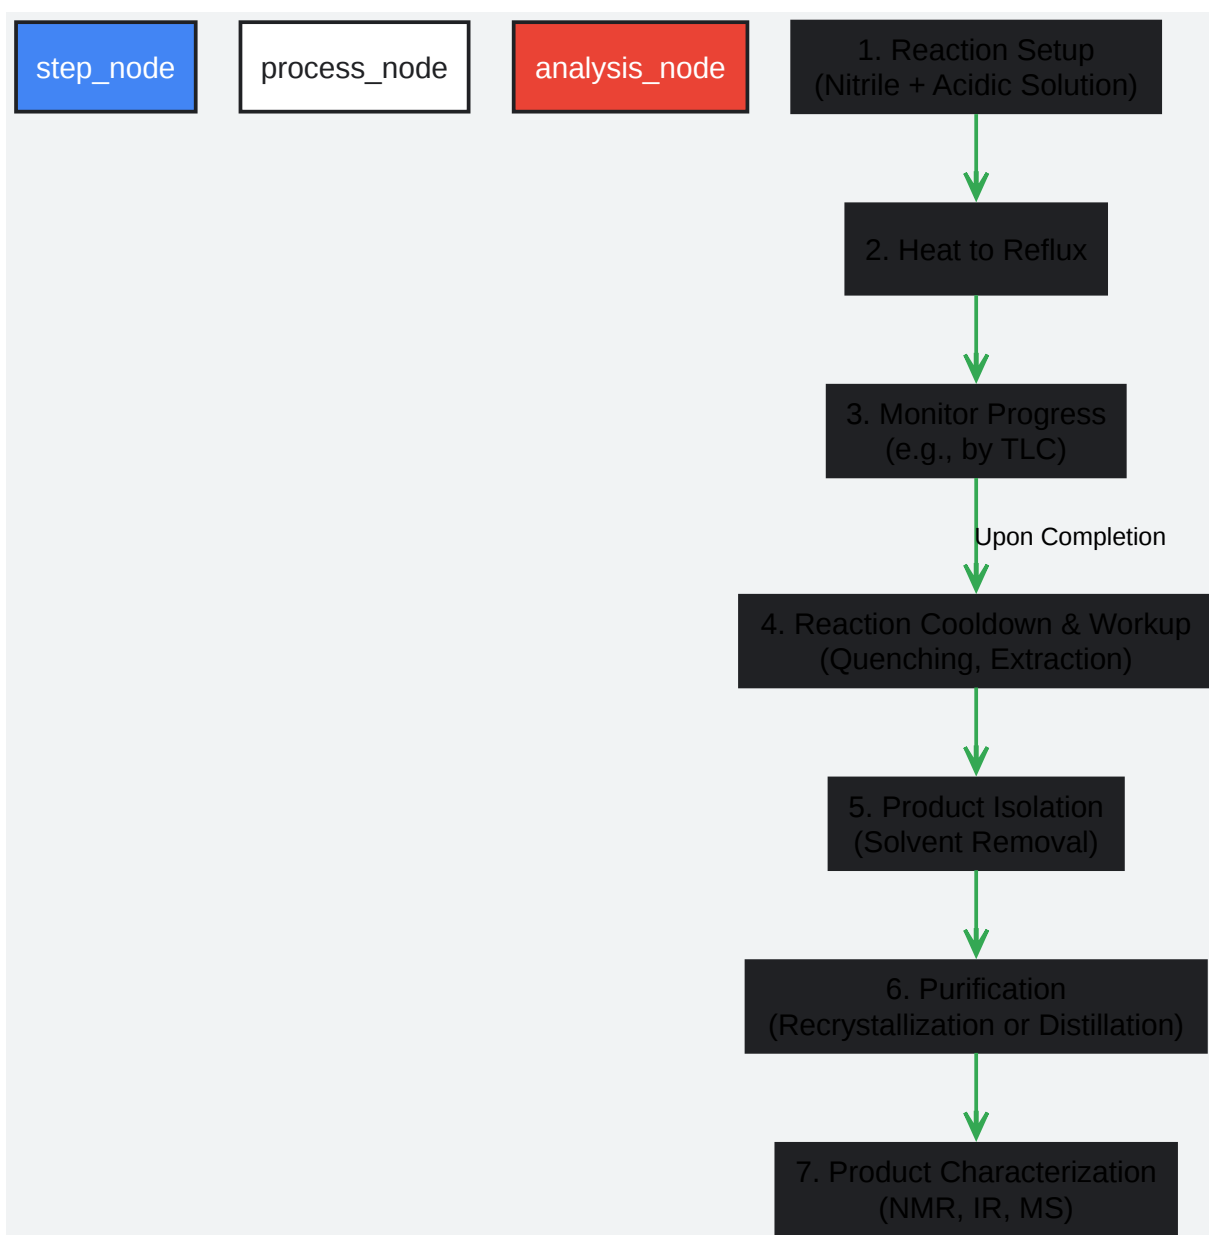 step_node
process_node
analysis_node
1. Reaction Setup
(Nitrile + Acidic Solution)
2. Heat to Reflux
3. Monitor Progress
(e.g., by TLC)
Upon Completion
4. Reaction Cooldown & Workup
(Quenching, Extraction)
5. Product Isolation
(Solvent Removal)
6. Purification
(Recrystallization or Distillation)
7. Product Characterization
(NMR, IR, MS)